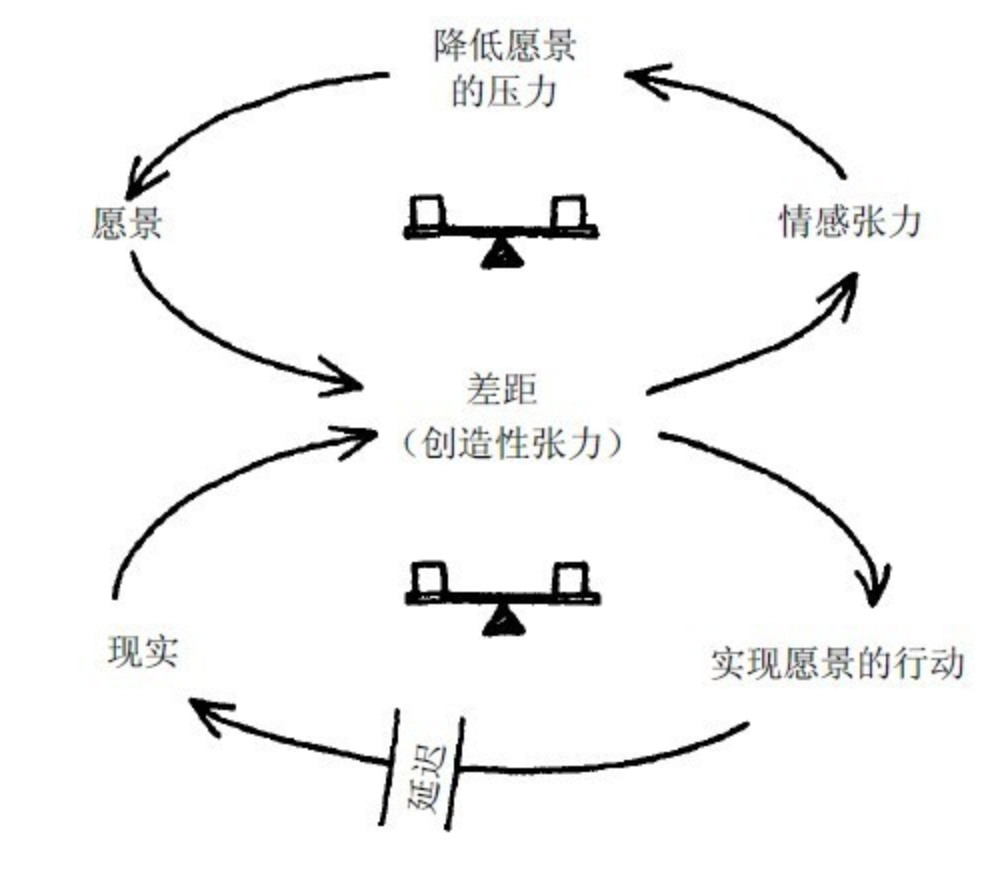 降低愿景
的压力
愿景
情感张力
差距
（创造性张力）
现实
实现愿景的行动
延迟